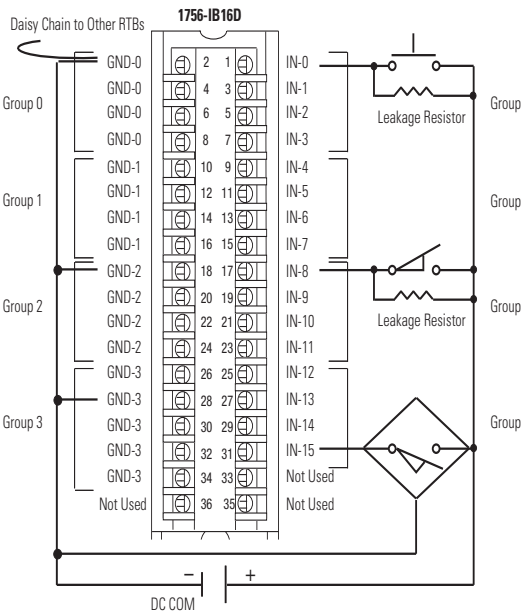 1756-IB16D
Daisy Chain to Other RTBs
GND-0 2 1 IN-0
GND-0 4 3 IN-1
Group 0 Group
GND-0 6 5 IN-2 Leakage Resistor
GND-0 8 7 IN-3
GND-1 10 9 IN-4
GND-1 12 11 IN-5
Group 1 Group
GND-1 14 13 IN-6
GND-1 16 15 IN-7
GND-2 18 17 IN-8
GND-2 20 19 IN-9
Group 2 Group
GND-2 22 21 IN-10 Leakage Resistor
GND-2 24 23 IN-11
GND-3 26 25 IN-12
GND-3 28 27 IN-13
Group 3 Group
GND-3 30 29 IN-14
GND-3 32 31 IN-15
GND-3 34 33 Not Used
Not Used 36 35 Not Used
− +
DC COM